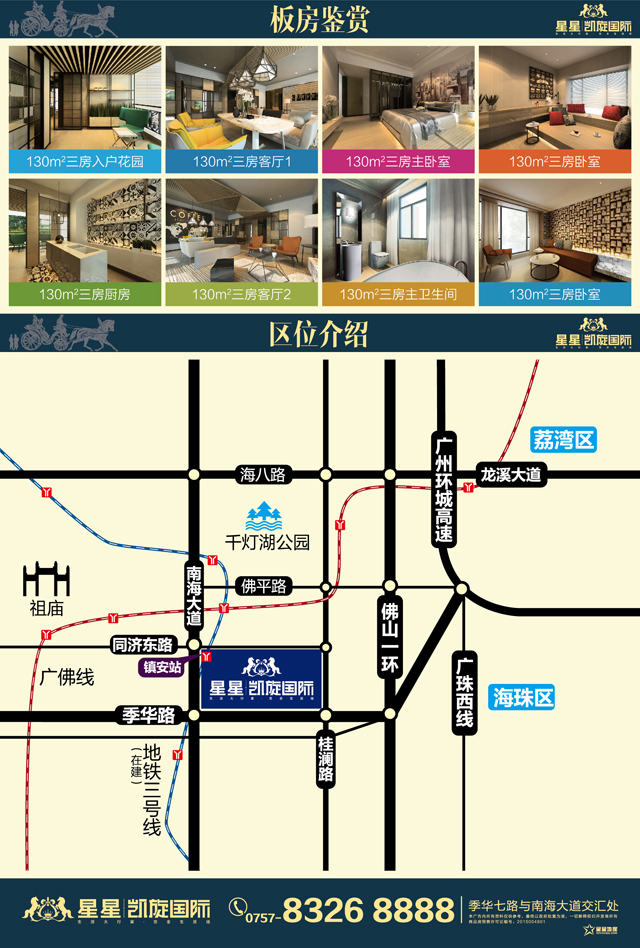 板房鉴赏
星星 凯旋国际
130m²三房入户花园
130m²三房客厅1
130m²三房主卧室
130m²三房卧室
130m²三房厨房
130m²三房客厅2
130m²三房主卫生间
130m²三房卧室
区位介绍
星星 凯旋国际
荔湾区
海八路
龙溪大道
广州环城高速
千灯湖公园
南海大道
佛平路
祖庙
佛山一环
同济东路
镇安站
广佛线
星星 凯旋国际
广珠西线
海珠区
季华路
桂澜路
地铁三号线
(在建)
星星 凯旋国际
0757-8326 8888
季华七路与南海大道交汇处
星星地产